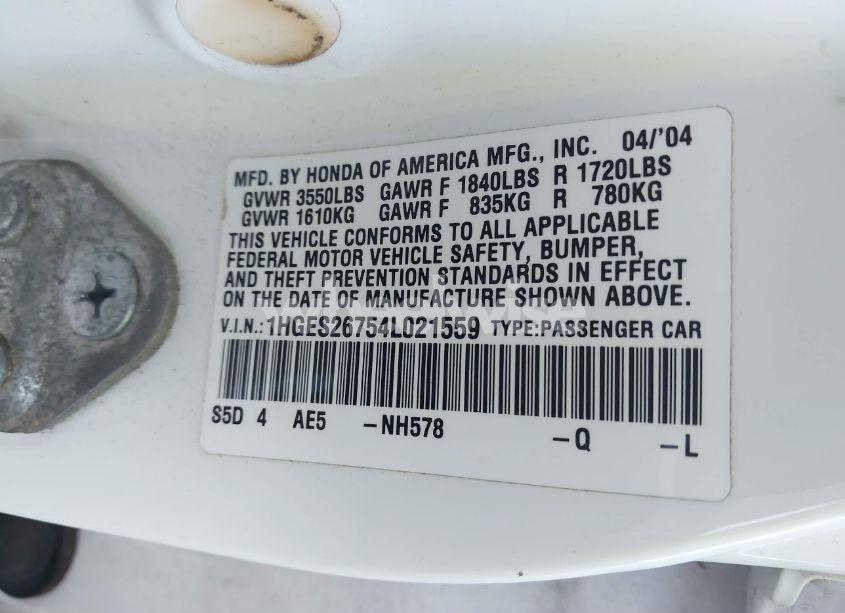 MFD. BY HONDA OF AMERICA MFG., INC. 04/'04
GVWR 3550LBS GAWR F 1840LBS R 1720LBS
GVWR 1610KG GAWR F 835KG R 780KG
THIS VEHICLE CONFORMS TO ALL APPLICABLE
FEDERAL MOTOR VEHICLE SAFETY, BUMPER,
AND THEFT PREVENTION STANDARDS IN EFFECT
ON THE DATE OF MANUFACTURE SHOWN ABOVE.
V.I.N.:1HGES26754L021559 TYPE:PASSENGER CAR
S5D 4 AE5 -NH578 -Q -L